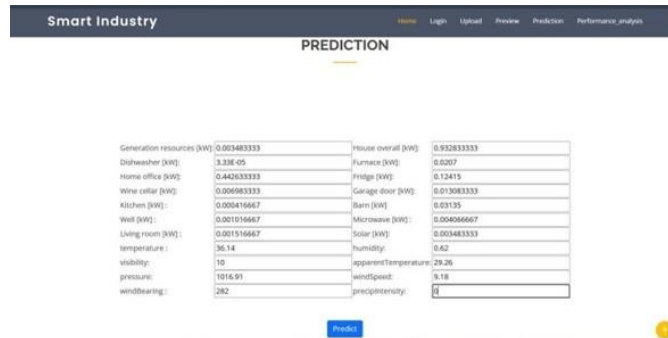 Smart Industry Home Login Upload Preview Prediction Performance_analysis
PREDICTION
Generation resources [kW]: 0.003483333 House overall [kW]: 0.932833333
Dishwasher [kW]: 3.33E-05 Furnace [kW]: 0.0207
Home office [kW]: 0.442633333 Fridge [kW]: 0.12415
Wine cellar [kW]: 0.006983333 Garage door [kW]: 0.013083333
Kitchen [kW] : 0.000416667 Barn [kW] 0.03135
Well [kW] : 0.001016667 Microwave [kW] : 0.004066667
Living room [kW] : 0.001516667 Solar [kW]: 0.003483333
temperature : 36.14 humidity: 0.62
visibility: 10 apparentTemperature: 29.26
pressure: 1016.91 windSpeed: 9.18
windBearing : 282 precipIntensity: 0
Predict